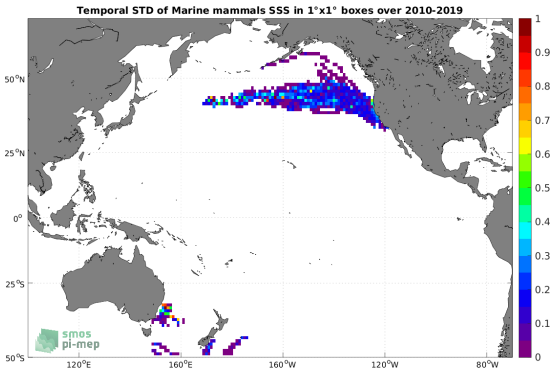 Temporal STD of Marine mammals SSS in 1°x1° boxes over 2010-2019
50°N
25°N
0°
25°S
50°S
120°E
160°E
160°W
120°W
80°W
1
0.9
0.8
0.7
0.6
0.5
0.4
0.3
0.2
0.1
0
smos
pi-mep